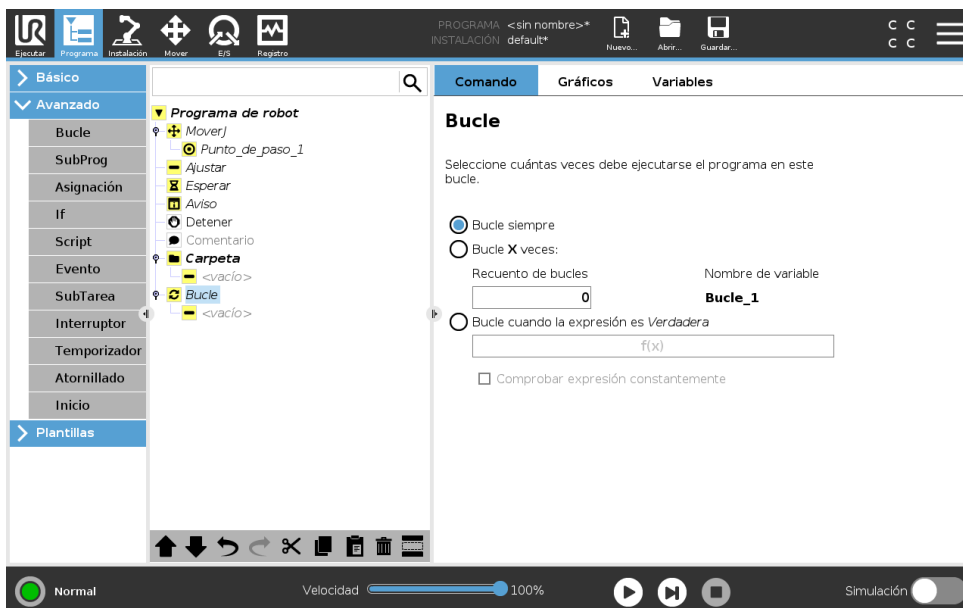 UR
Ejecutar
Programa
Instalación
Mover
E/S
Registro
PROGRAMA <sin nombre>*
INSTALACIÓN default*
Nuevo...
Abrir...
Guardar...
C C
C C
Básico
Avanzado
Bucle
SubProg
Asignación
If
Script
Evento
SubTarea
Interruptor
Temporizador
Atornillado
Inicio
Plantillas
Programa de robot
MoverJ
Punto_de_paso_1
Ajustar
Esperar
Aviso
Detener
Comentario
Carpeta
<vacío>
Bucle
<vacío>
Comando Gráficos Variables
Bucle
Seleccione cuántas veces debe ejecutarse el programa en este
bucle.
Bucle siempre
Bucle X veces:
Recuento de bucles Nombre de variable
0 Bucle_1
Bucle cuando la expresión es Verdadera
f(x)
Comprobar expresión constantemente
Normal
Velocidad 100%
Simulación